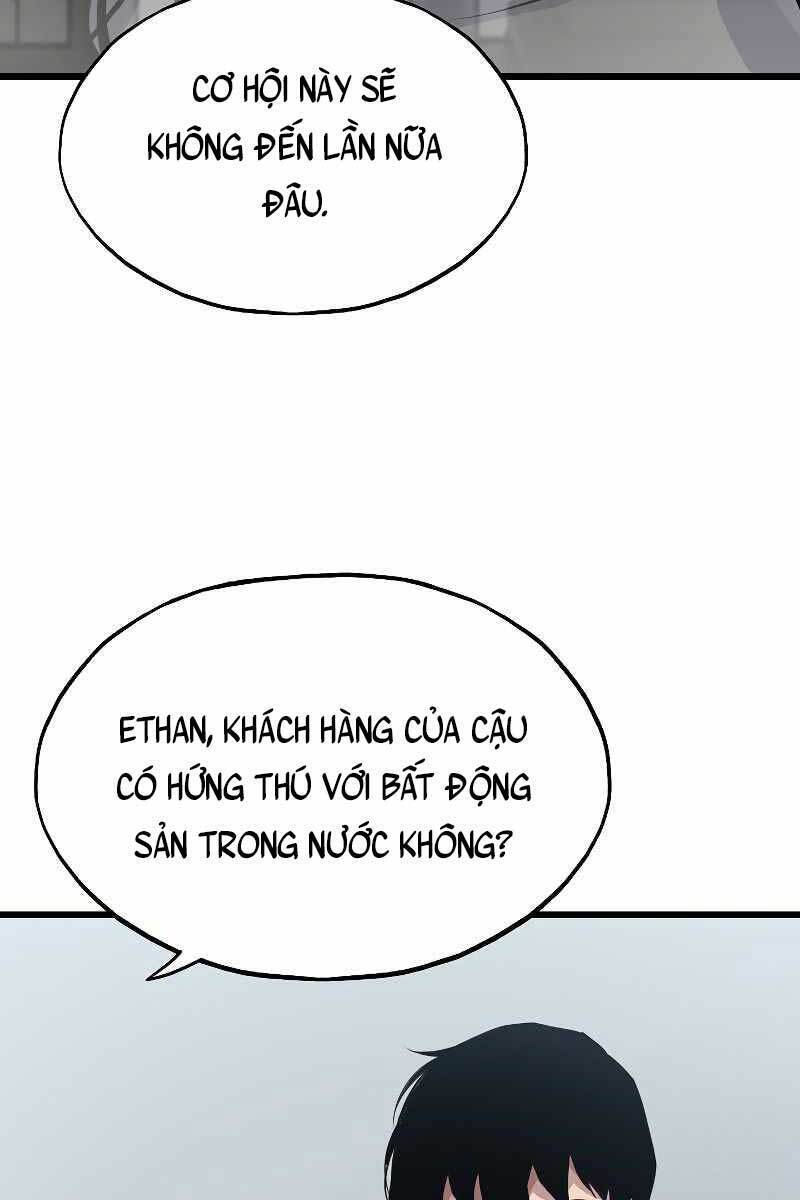 CƠ HỘI NÀY SẼ
KHÔNG ĐẾN LẦN NỮA
ĐÂU.
ETHAN, KHÁCH HÀNG CỦA CẬU
CÓ HỨNG THÚ VỚI BẤT ĐỘNG
SẢN TRONG NƯỚC KHÔNG?